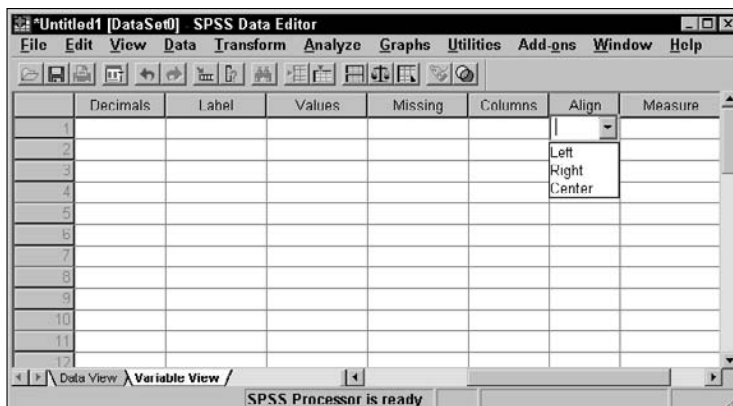 *Untitled1 [DataSet0] - SPSS Data Editor
File Edit View Data Transform Analyze Graphs Utilities Add-ons Window Help
Decimals Label Values Missing Columns Align Measure
1
2 Left
3 Right
4 Center
5
6
7
8
9
10
11
12
Data View Variable View
SPSS Processor is ready